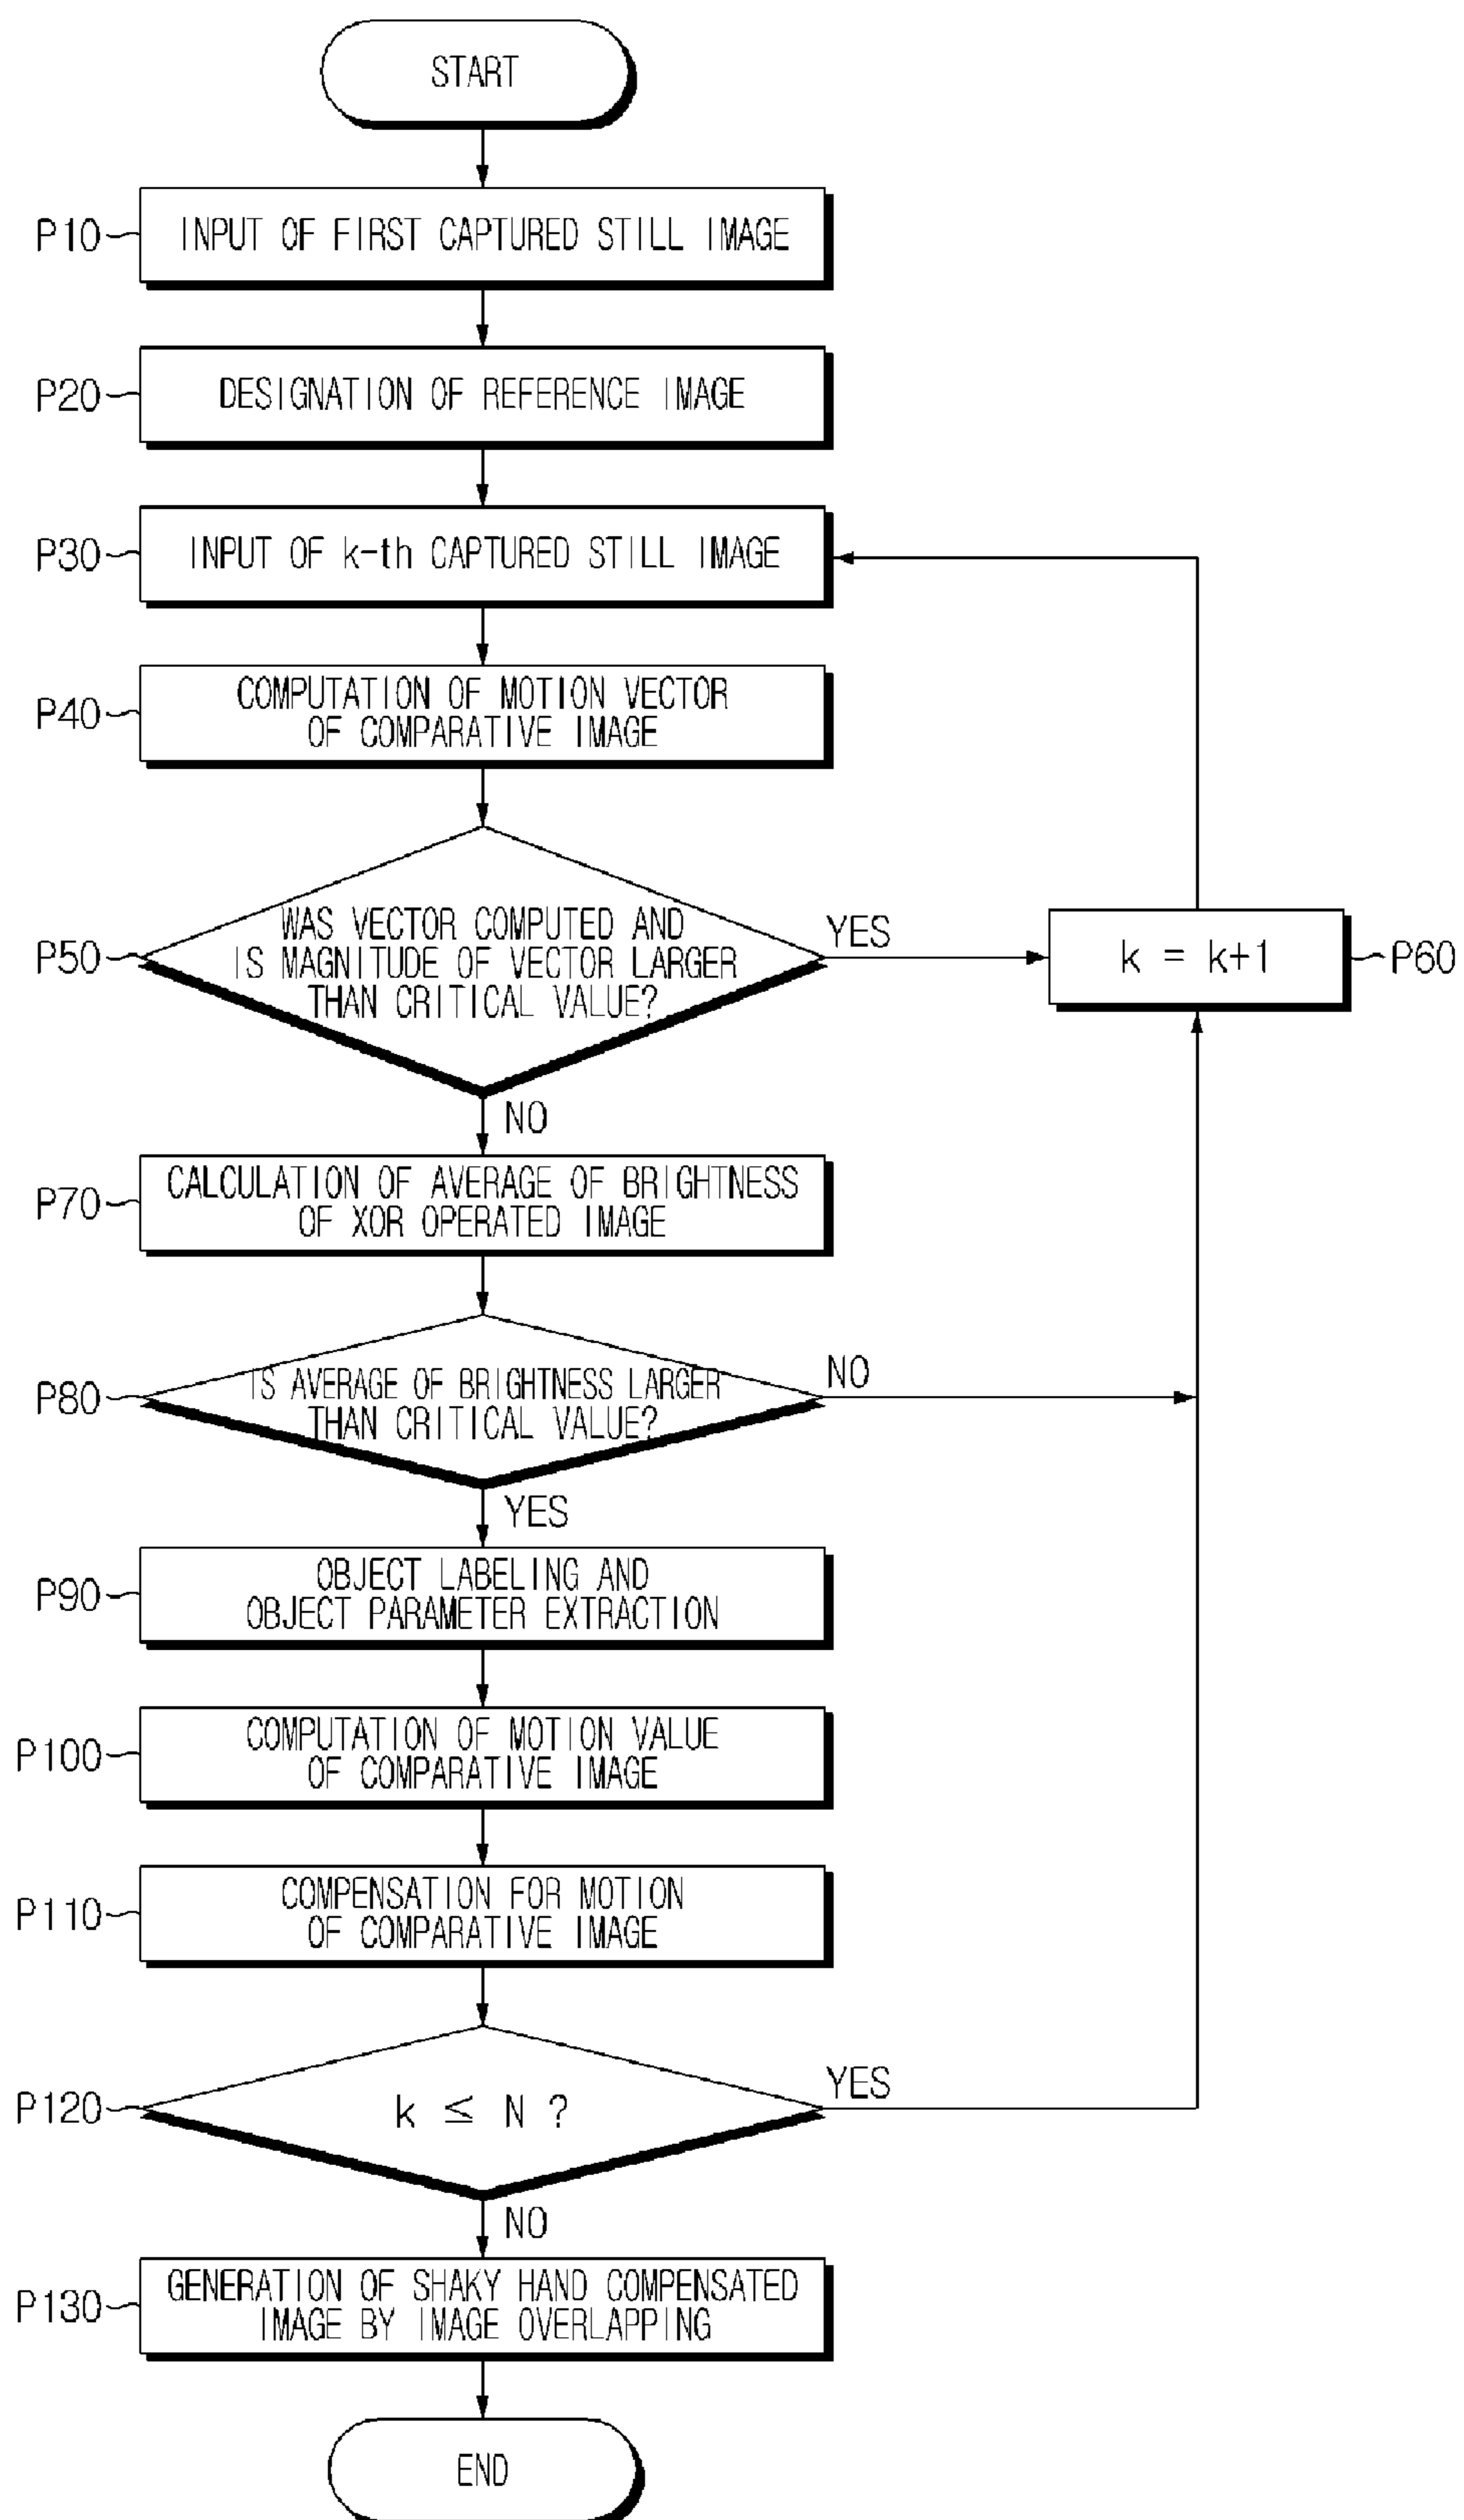 START
P10
INPUT OF FIRST CAPTURED STILL IMAGE
P20
DESIGNATION OF REFERENCE IMAGE
P30
INPUT OF k-th CAPTURED STILL IMAGE
P40
COMPUTATION OF MOTION VECTOR
OF COMPARATIVE IMAGE
P50
WAS VECTOR COMPUTED AND
IS MAGNITUDE OF VECTOR LARGER
THAN CRITICAL VALUE?
YES
k = k+1
P60
NO
P70
CALCULATION OF AVERAGE OF BRIGHTNESS
OF XOR OPERATED IMAGE
P80
IS AVERAGE OF BRIGHTNESS LARGER
THAN CRITICAL VALUE?
NO
YES
P90
OBJECT LABELING AND
OBJECT PARAMETER EXTRACTION
P100
COMPUTATION OF MOTION VALUE
OF COMPARATIVE IMAGE
P110
COMPENSATION FOR MOTION
OF COMPARATIVE IMAGE
P120
k ≤ N ?
YES
NO
P130
GENERATION OF SHAKY HAND COMPENSATED
IMAGE BY IMAGE OVERLAPPING
END